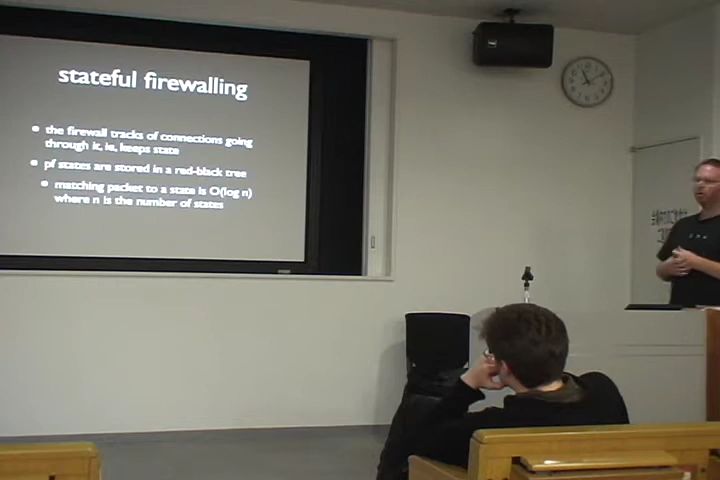 stateful firewalling
the firewall tracks of connections going
through it, ie, keeps state
pf states are stored in a red-black tree
matching packet to a state is O(log n)
where n is the number of states